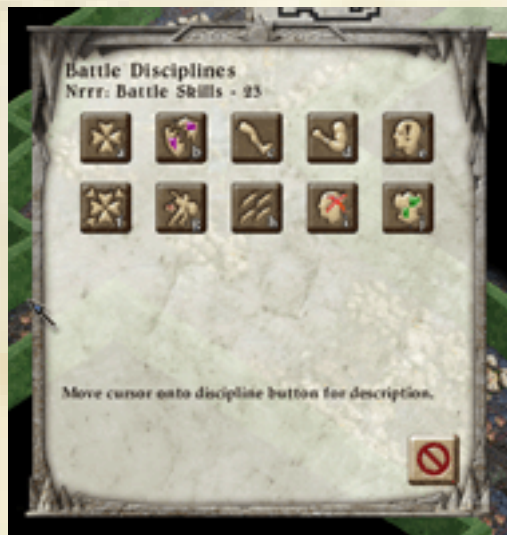 Battle Disciplines
Nrrr: Battle Skills - 23
a b c d e
f g h i j
Move cursor onto discipline button for description.